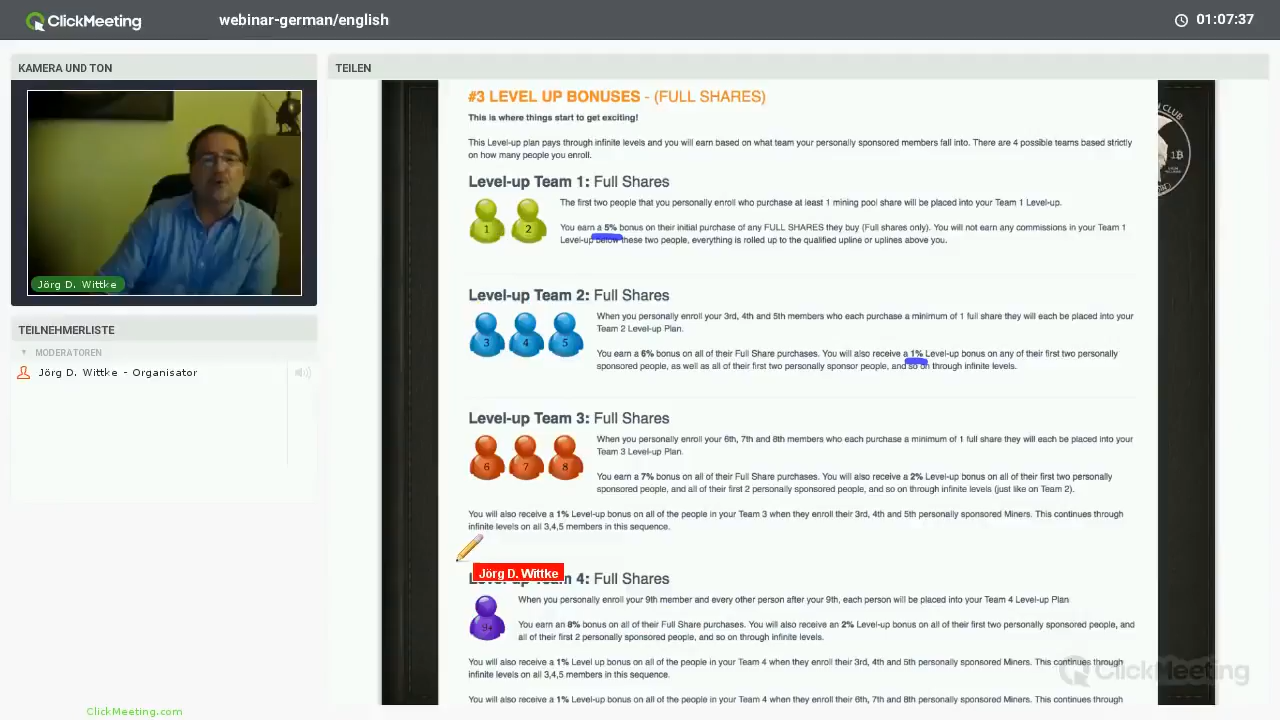 ClickMeeting
webinar-german/english
01:07:37
KAMERA UND TON
TEILEN
Jörg D. Wittke
TEILNEHMERLISTE
MODERATOREN
Jörg D. Wittke - Organisator
ClickMeeting.com
#3 LEVEL UP BONUSES - (FULL SHARES)
This is where things start to get exciting!
This Level-up plan pays through infinite levels and you will earn based on what team your personally sponsored members fall into. There are 4 possible teams based strictly
on how many people you enroll.
Level-up Team 1: Full Shares
1 2
The first two people that you personally enroll who purchase at least 1 mining pool share will be placed into your Team 1 Level-up.
You earn a 5% bonus on their initial purchase of any FULL SHARES they buy (Full shares only). You will not earn any commissions in your Team 1
Level-up below these two people, everything is rolled up to the qualified upline or uplines above you.
Level-up Team 2: Full Shares
3 4 5
When you personally enroll your 3rd, 4th and 5th members who each purchase a minimum of 1 full share they will each be placed into your
Team 2 Level-up Plan.
You earn a 6% bonus on all of their Full Share purchases. You will also receive a 1% Level-up bonus on any of their first two personally
sponsored people, as well as all of their first two personally sponsor people, and so on through infinite levels.
Level-up Team 3: Full Shares
6 7 8
When you personally enroll your 6th, 7th and 8th members who each purchase a minimum of 1 full share they will each be placed into your
Team 3 Level-up Plan.
You earn a 7% bonus on all of their Full Share purchases. You will also receive a 2% Level-up bonus on all of their first two personally
sponsored people, and all of their first 2 personally sponsored people, and so on through infinite levels (just like on Team 2).
You will also receive a 1% Level-up bonus on all of the people in your Team 3 when they enroll their 3rd, 4th and 5th personally sponsored Miners. This continues through
infinite levels on all 3,4,5 members in this sequence.
Jörg D. Wittke
Level-up Team 4: Full Shares
9+
When you personally enroll your 9th member and every other person after your 9th, each person will be placed into your Team 4 Level-up Plan
You earn an 8% bonus on all of their Full Share purchases. You will also receive an 2% Level-up bonus on all of their first two personally sponsored people, and
all of their first 2 personally sponsored people, and so on through infinite levels.
You will also receive a 1% Level up bonus on all of the people in your Team 4 when they enroll their 3rd, 4th and 5th personally sponsored Miners. This continues through
infinite levels on all 3,4,5 members in this sequence.
You will also receive a 1% Level-up bonus on all of the people in your Team 4 when they enroll their 6th, 7th and 8th personally sponsored Miners. This continues through
CLUB
ClickMeeting